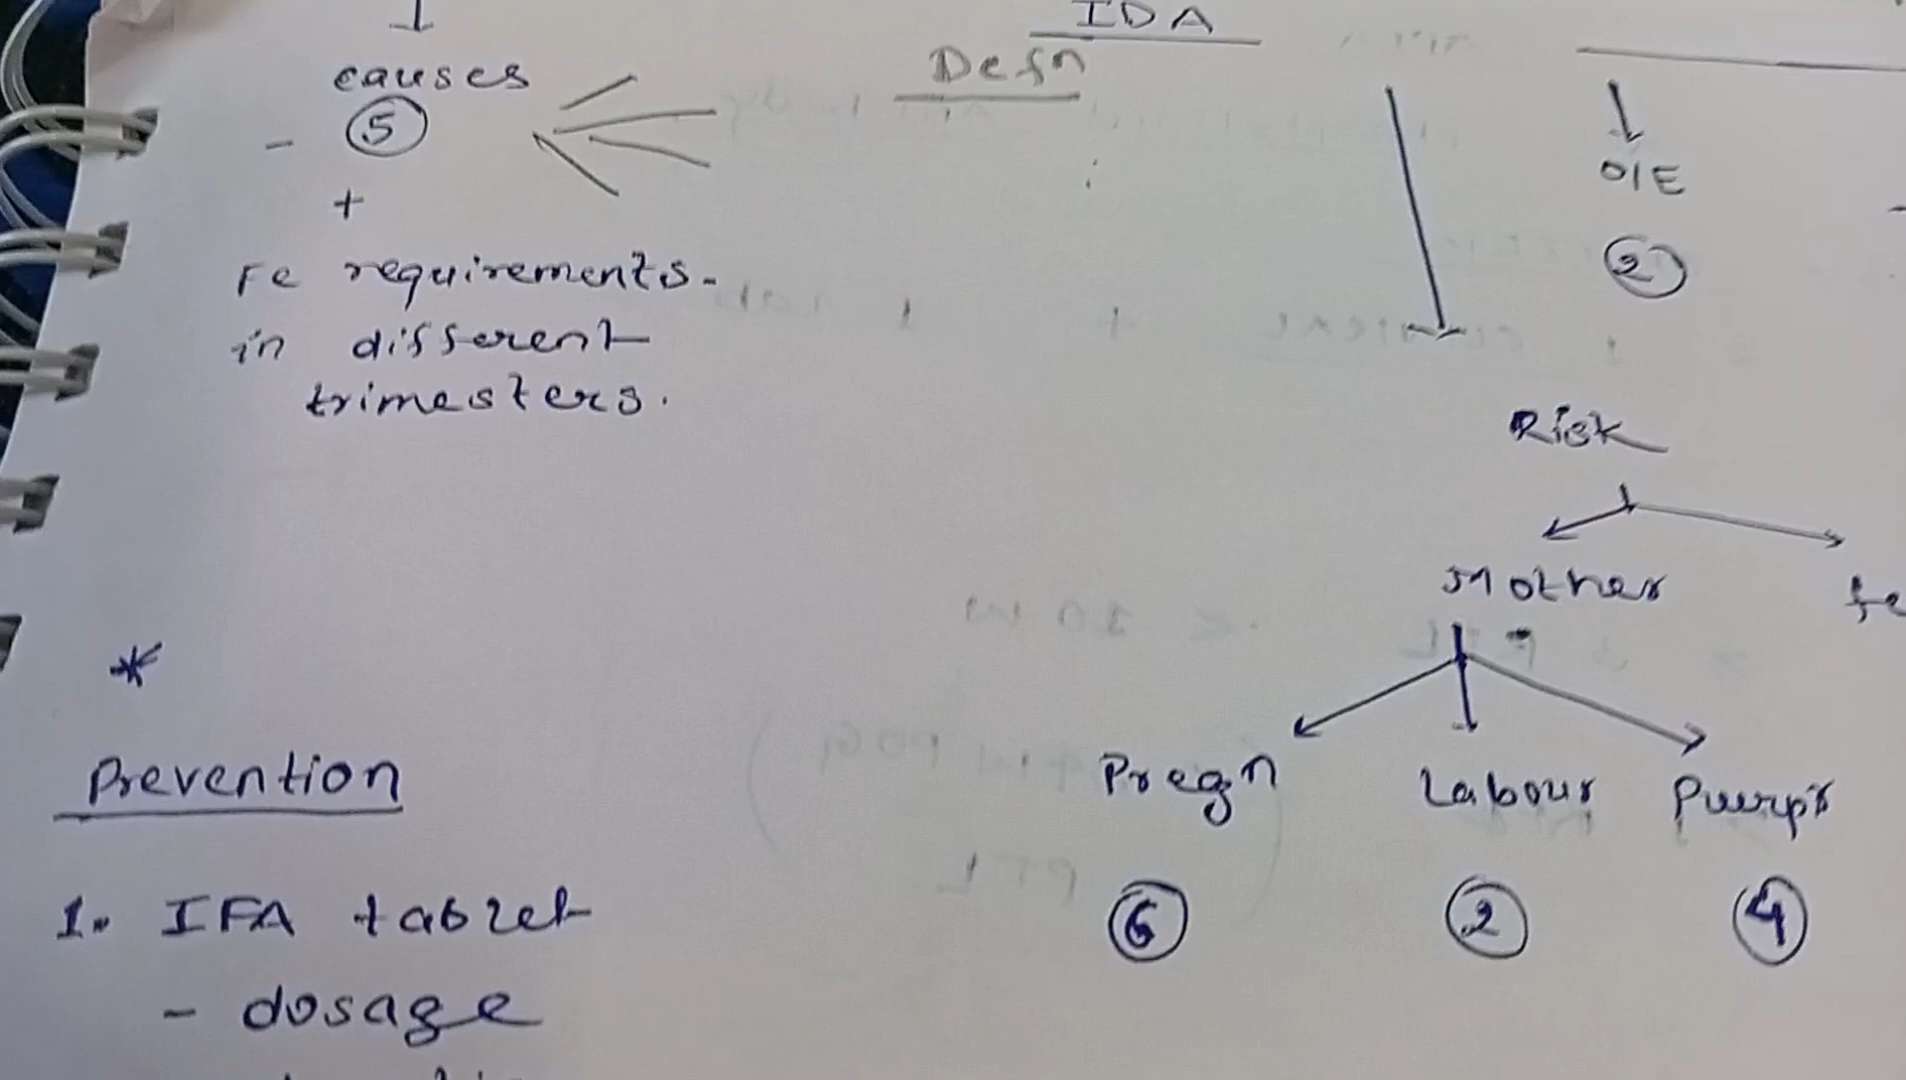 IDA
Defn
causes
5
+
Fe requirements
in different
trimesters.
O/E
2
Risk
Mother
fe
Pregn
Labour
Puerpr
6
2
4
*
Prevention
1. IFA tablet
- dosage